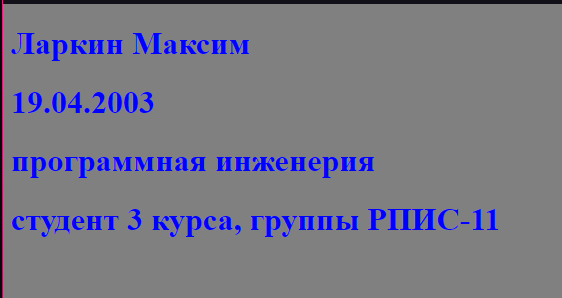 Ларкин Максим
19.04.2003
программная инженерия
студент 3 курса, группы РПИС-11